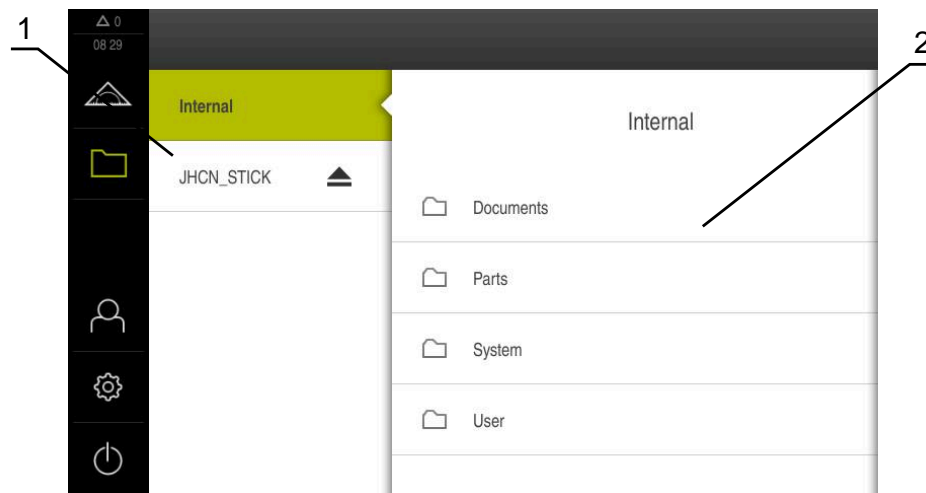 1
0
08 29
2
Internal
JHCN_STICK
Internal
Documents
Parts
System
User